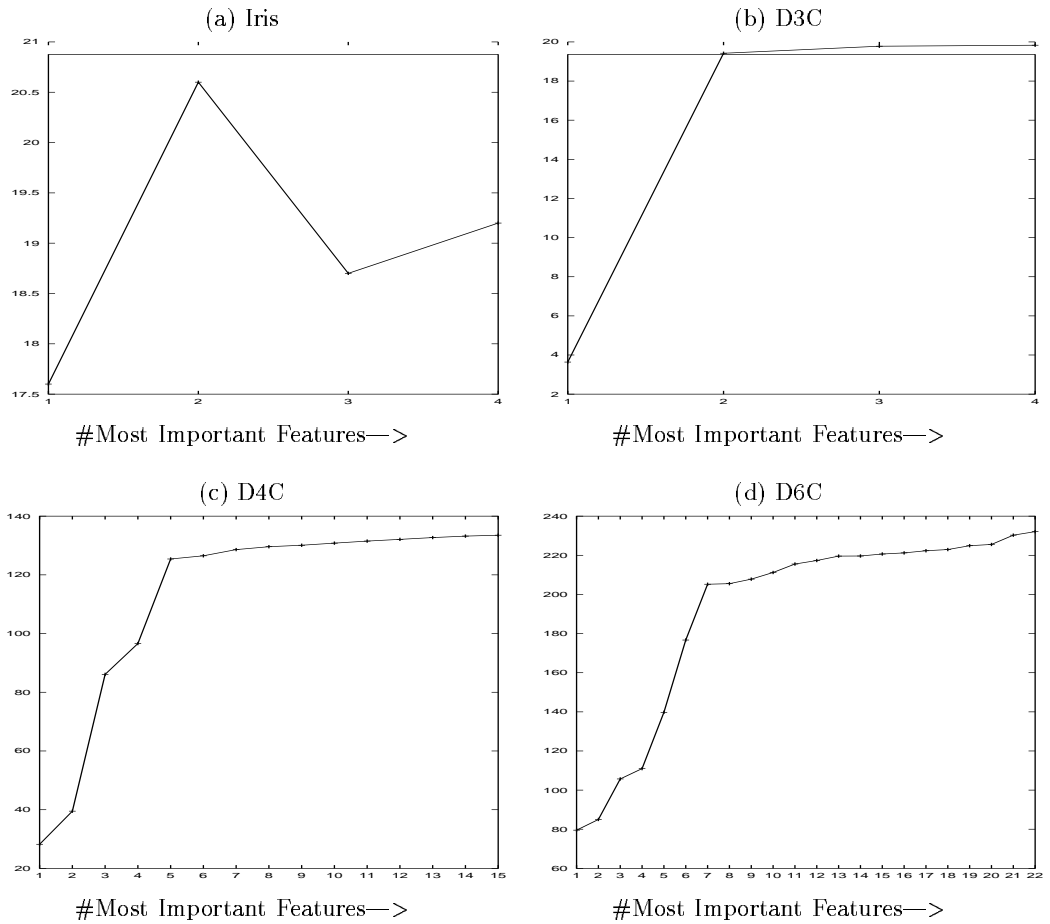 (a) Iris
21
20.5
20
19.5
19
18.5
18
17.5
1 2 3 4
#Most Important Features—>
(b) D3C
20
18
16
14
12
10
8
6
4
2
1 2 3 4
#Most Important Features—>
(c) D4C
140
120
100
80
60
40
20
1 2 3 4 5 6 7 8 9 10 11 12 13 14 15
#Most Important Features—>
(d) D6C
240
220
200
180
160
140
120
100
80
60
1 2 3 4 5 6 7 8 9 10 11 12 13 14 15 16 17 18 19 20 21 22
#Most Important Features—>